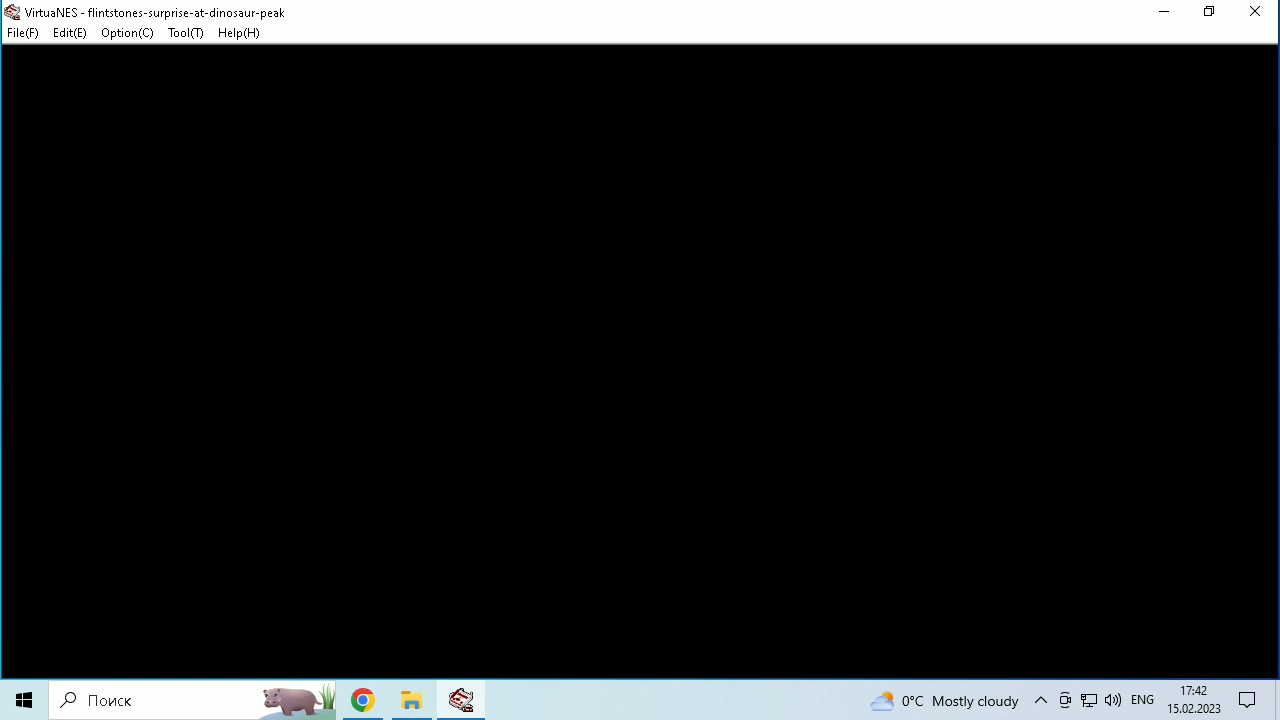 VirtuaNES - flintstones-surprise-at-dinosaur-peak
File(F) Edit(E) Option(C) Tool(T) Help(H)
Поиск
0°C Mostly cloudy
ENG
17:42
15.02.2023